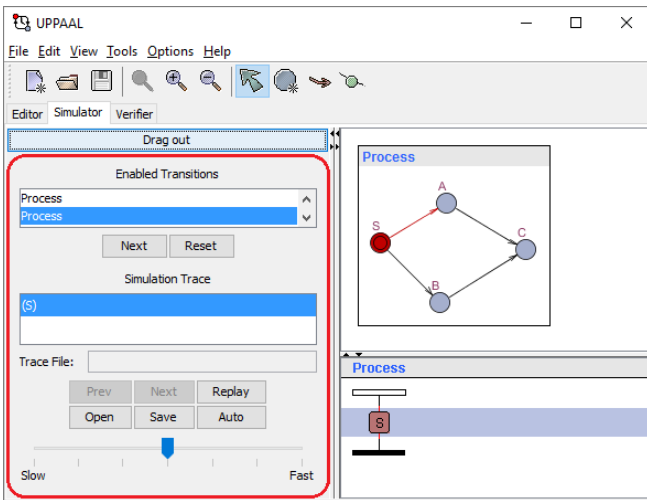 UPPAAL
File Edit View Tools Options Help
Editor Simulator Verifier
Drag out
Enabled Transitions
Process
Process
Next Reset
Simulation Trace
(S)
Trace File:
Prev Next Replay
Open Save Auto
Slow Fast
Process
A
S
C
B
Process
S